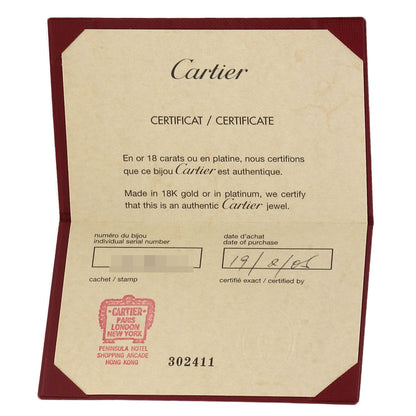 Cartier
CERTIFICAT / CERTIFICATE
En or 18 carats ou en platine, nous certifions
que ce bijou Cartier est authentique.
Made in 18K gold or in platinum, we certify
that this is an authentic Cartier jewel.
numéro du bijou
individual serial number
date d'achat
date of purchase
19/2/05
cachet / stamp
certifié exact / certified by
CARTIER
PARIS
LONDON
NEW YORK
PENINSULA HOTEL
SHOPPING ARCADE
HONG KONG
302411